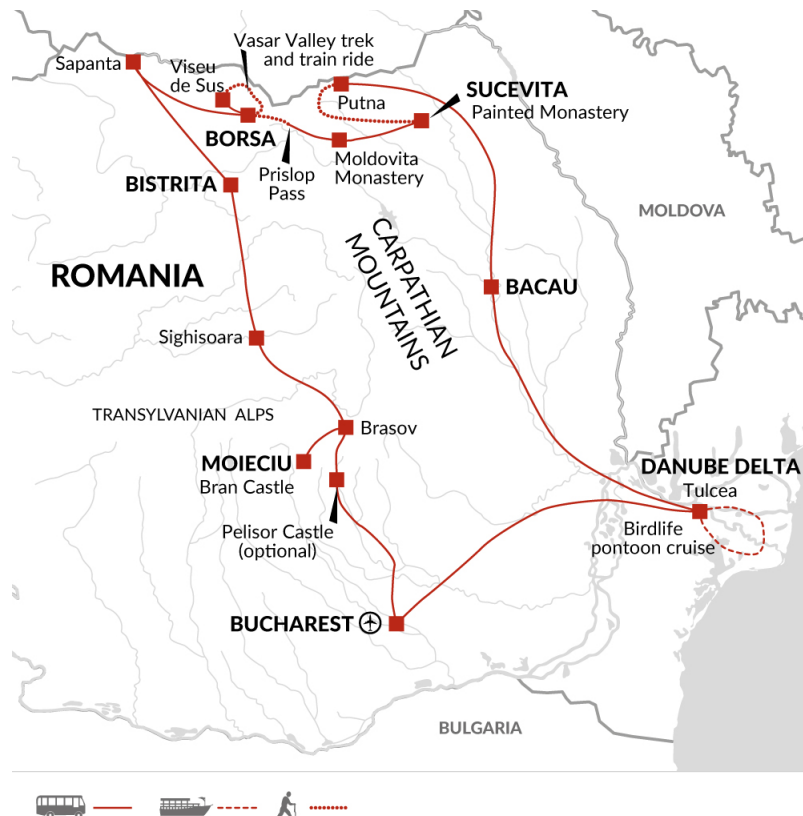 Vasar Valley trek
and train ride
Sapanta
Viseu
de Sus
Putna
SUCEVITA
Painted Monastery
BORSA
Prislop
Pass
Moldovita
Monastery
BISTRITA
MOLDOVA
CARPATHIAN
MOUNTAINS
ROMANIA
BACAU
Sighisoara
TRANSYLVANIAN ALPS
Brasov
MOIECIU
Bran Castle
DANUBE DELTA
Tulcea
Pelisor Castle
(optional)
Birdlife
pontoon cruise
BUCHAREST
BULGARIA